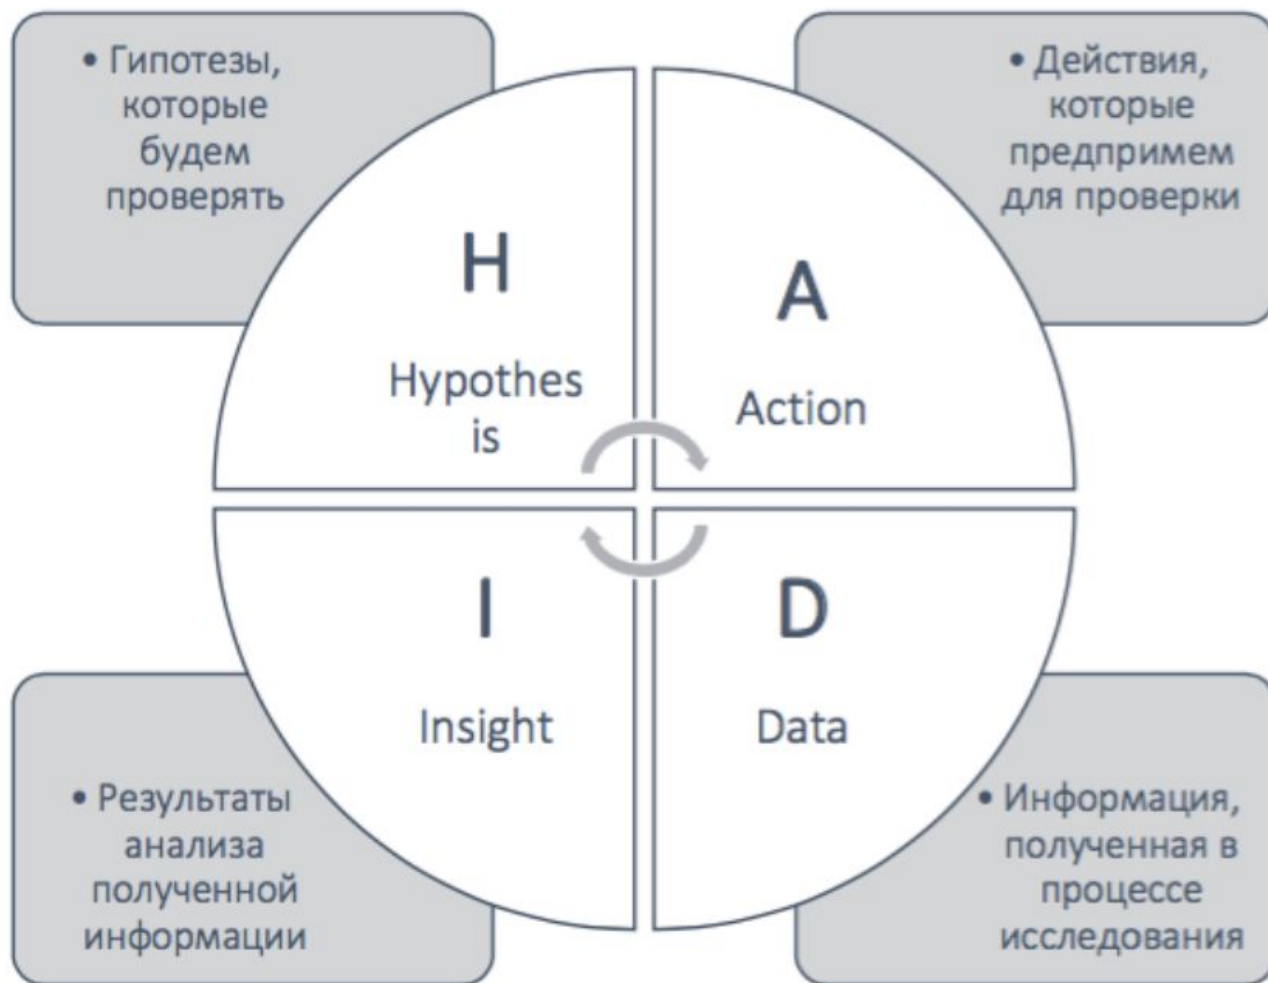 • Гипотезы,
которые
будем
проверять
• Действия,
которые
предпримем
для проверки
H
Hypothes
is
A
Action
I
Insight
D
Data
• Результаты
анализа
полученной
информации
• Информация,
полученная в
процессе
исследования